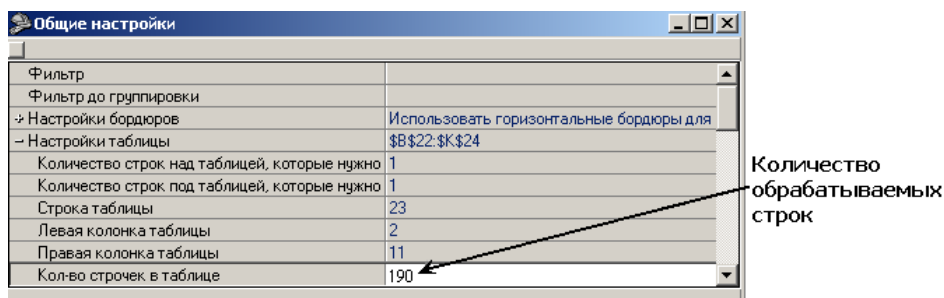 Общие настройки
Фильтр
Фильтр до группировки
Настройки бордюров Использовать горизонтальные бордюры для
Настройки таблицы $B$22:$K$24
Количество строк над таблицей, которые нужно 1
Количество строк под таблицей, которые нужно 1
Строка таблицы 23
Левая колонка таблицы 2
Правая колонка таблицы 11
Кол-во строчек в таблице 190
Количество
обрабатываемых
строк